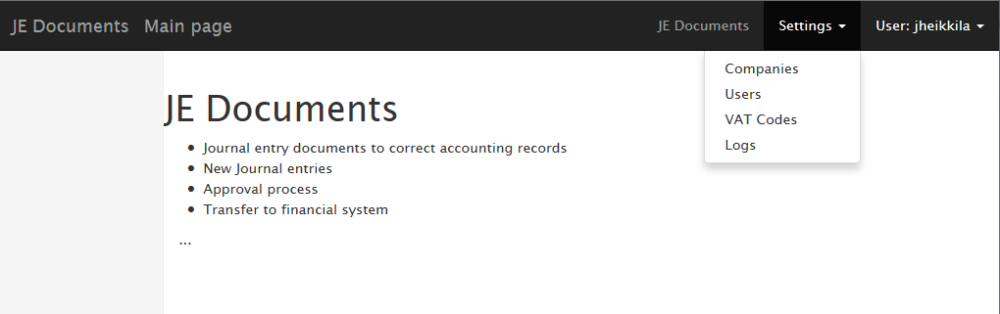 JE Documents Main page JE Documents Settings User: jheikkila
Companies
Users
VAT Codes
Logs
JE Documents
Journal entry documents to correct accounting records
New Journal entries
Approval process
Transfer to financial system
...